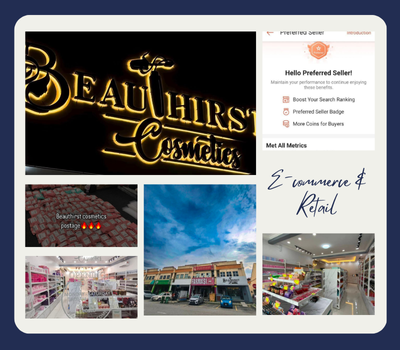 BEAUTHIRST
Cosmetics
Preferred Seller
Introduction
Hello Preferred Seller!
Maintain your performance to continue enjoying
these benefits.
Boost Your Search Ranking
Preferred Seller Badge
More Coins for Buyers
Met All Metrics
E-commerce &
Retail
Beauthirst cosmetics
postage 🔥🔥🔥